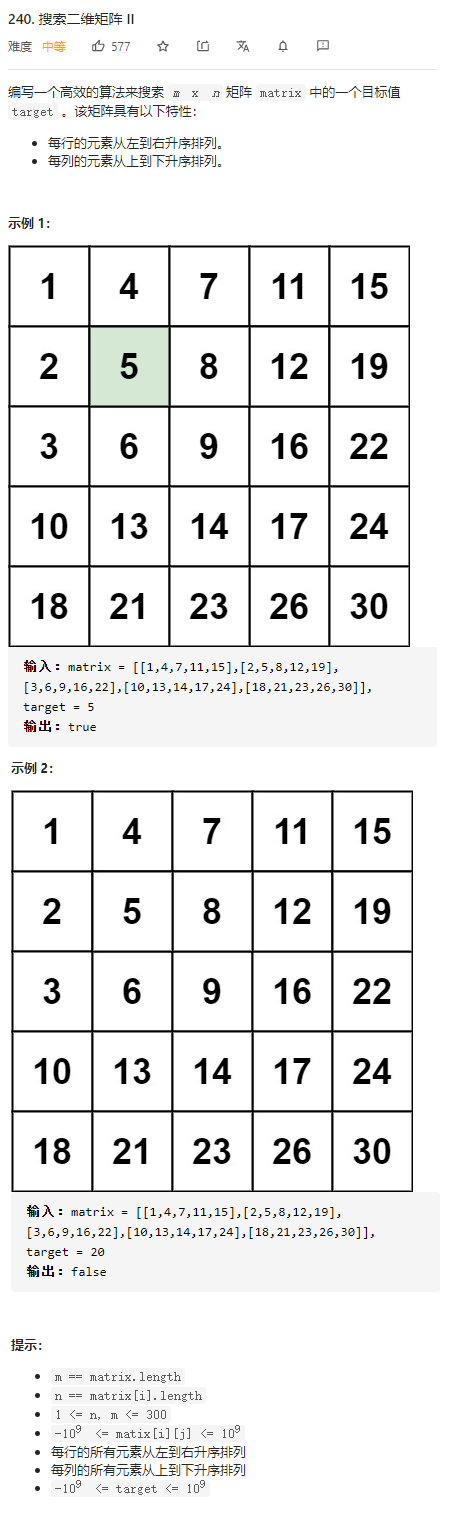 240. 搜索二维矩阵 II
难度 中等 577
编写一个高效的算法来搜索 m x n 矩阵 matrix 中的一个目标值
target 。该矩阵具有以下特性：
每行的元素从左到右升序排列。
每列的元素从上到下升序排列。
示例 1：
1 4 7 11 15
2 5 8 12 19
3 6 9 16 22
10 13 14 17 24
18 21 23 26 30
输入：matrix = [[1,4,7,11,15],[2,5,8,12,19],
[3,6,9,16,22],[10,13,14,17,24],[18,21,23,26,30]],
target = 5
输出：true
示例 2：
1 4 7 11 15
2 5 8 12 19
3 6 9 16 22
10 13 14 17 24
18 21 23 26 30
输入：matrix = [[1,4,7,11,15],[2,5,8,12,19],
[3,6,9,16,22],[10,13,14,17,24],[18,21,23,26,30]],
target = 20
输出：false
提示：
m == matrix.length
n == matrix[i].length
1 <= n, m <= 300
-10⁹ <= matix[i][j] <= 10⁹
每行的所有元素从左到右升序排列
每列的所有元素从上到下升序排列
-10⁹ <= target <= 10⁹